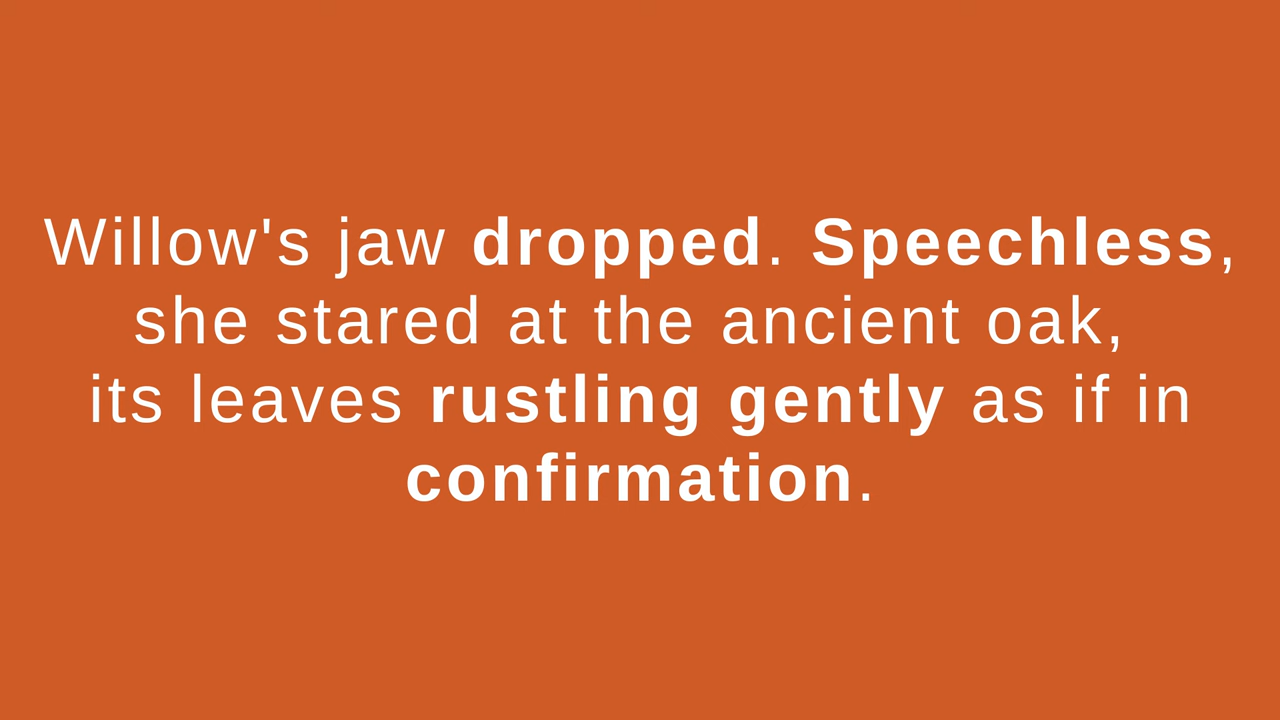 Willow's jaw dropped. Speechless,
she stared at the ancient oak,
its leaves rustling gently as if in
confirmation.